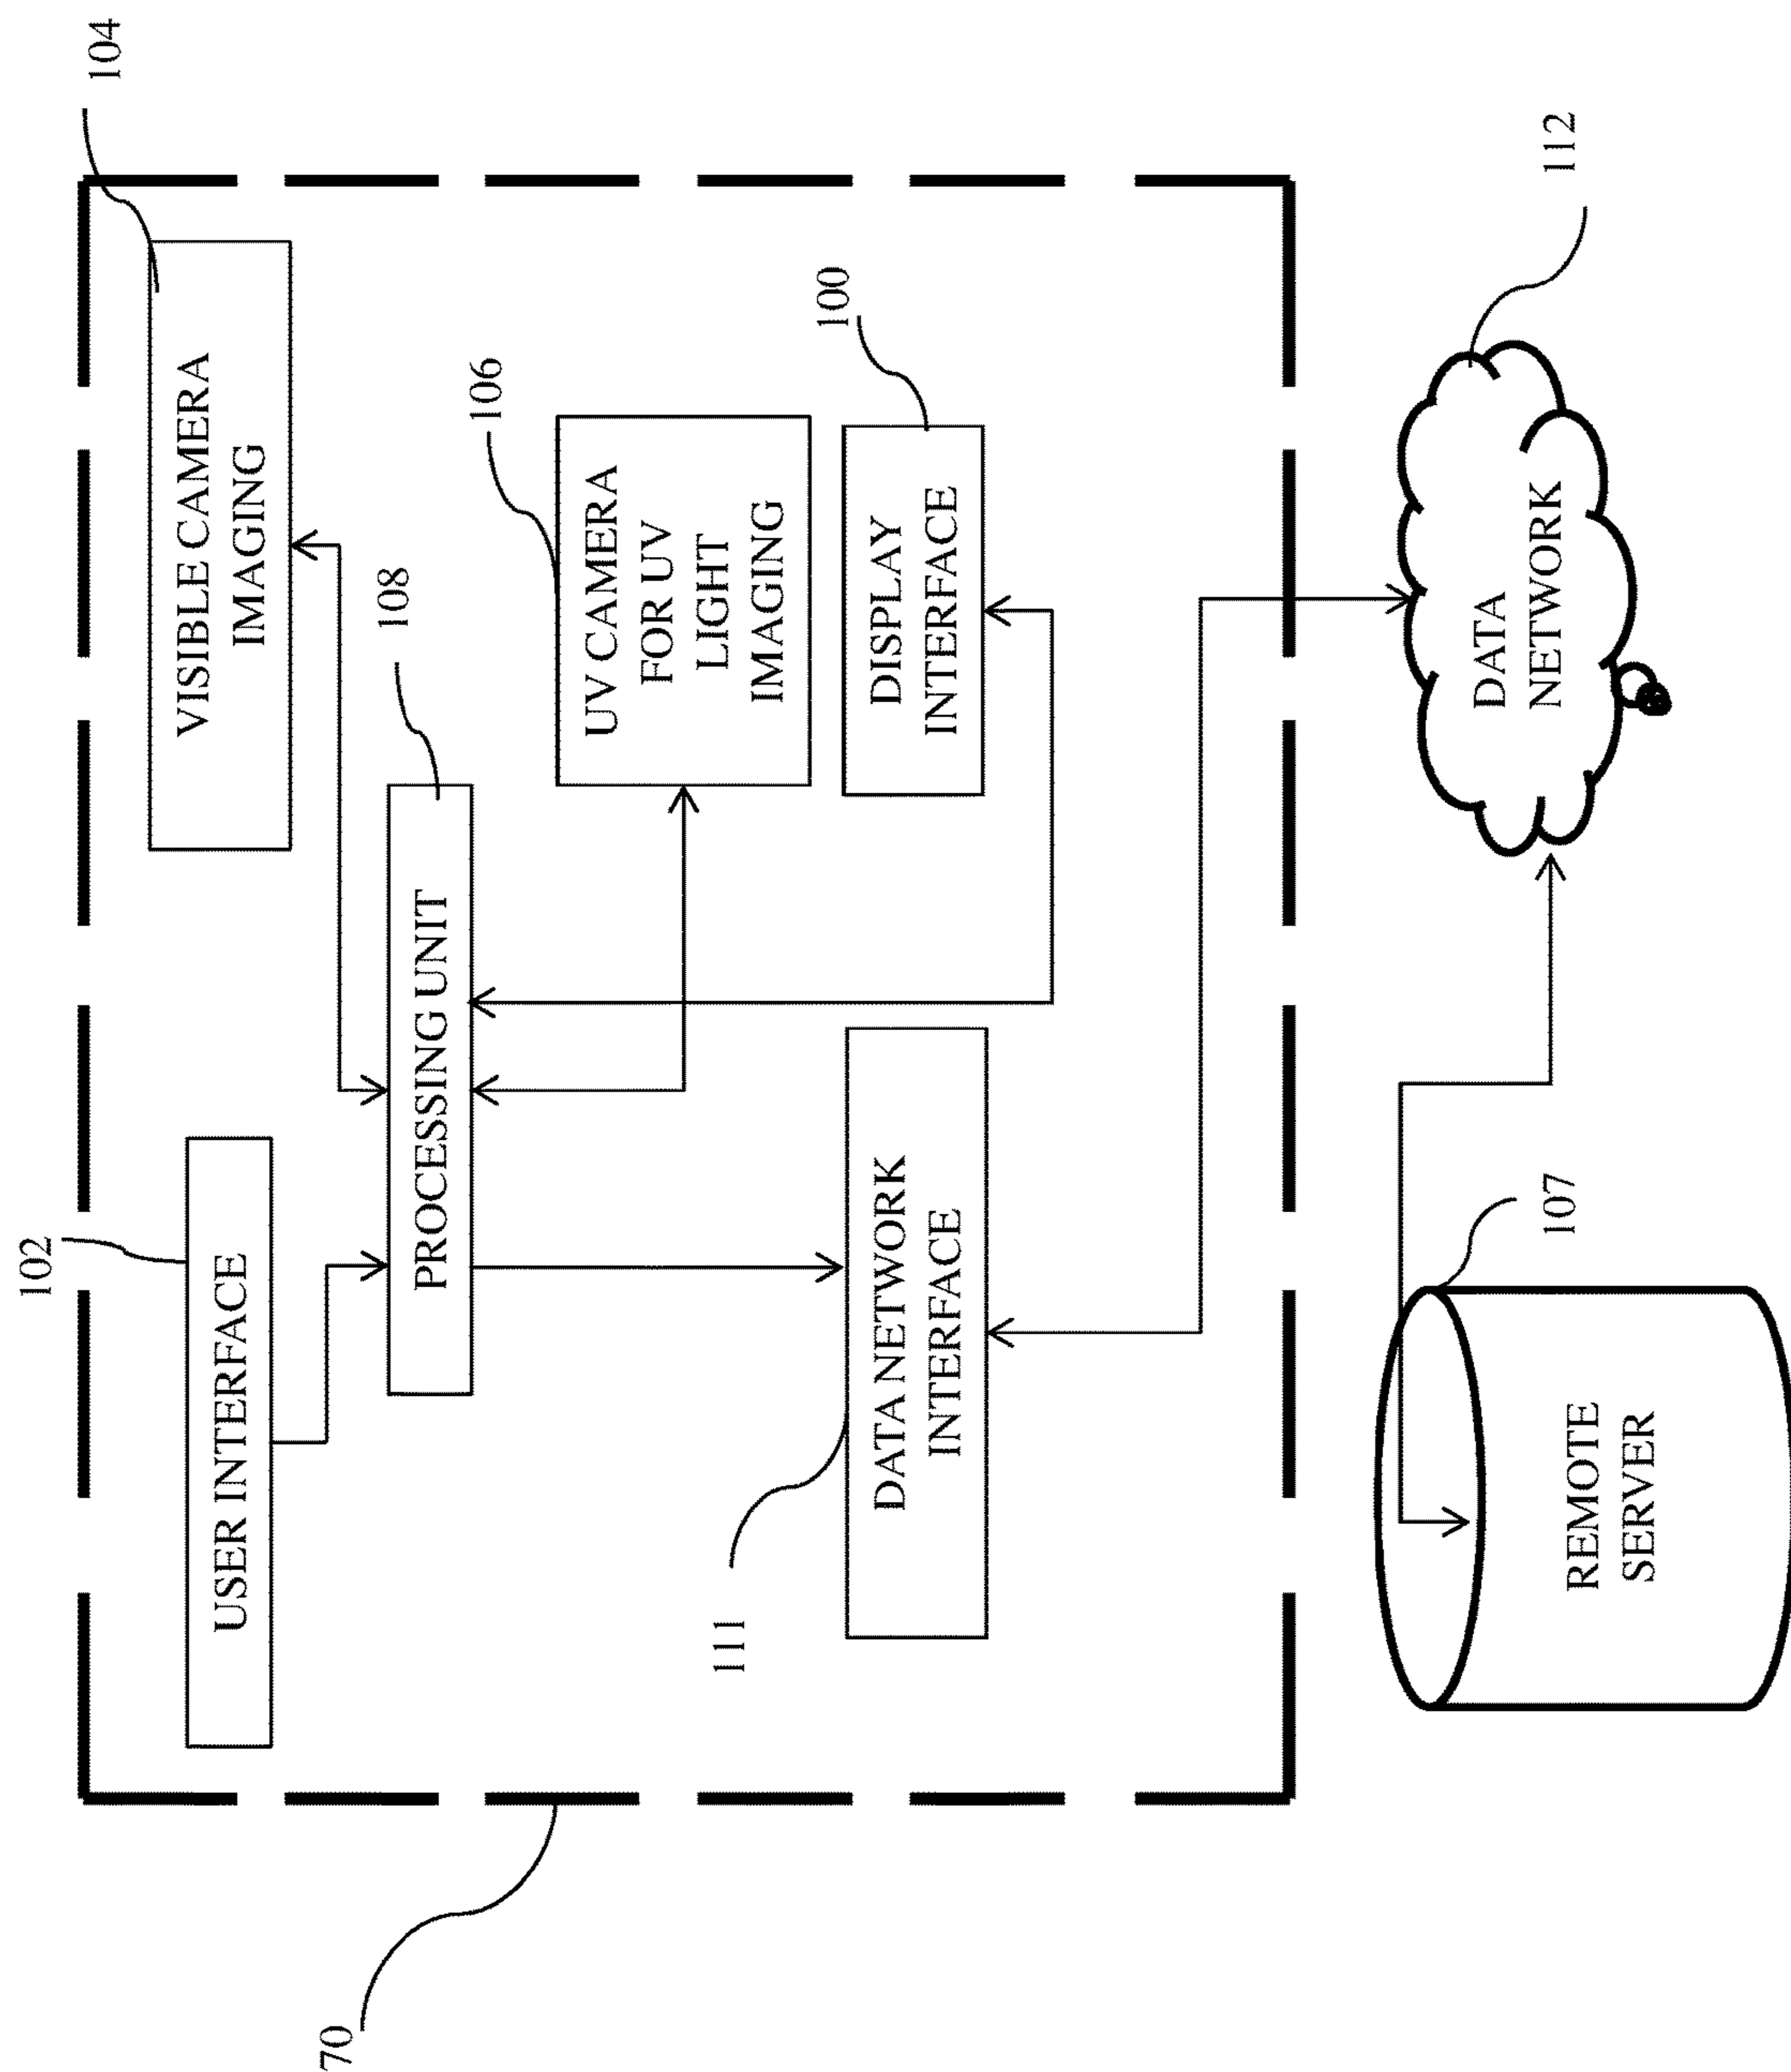 102
104
USER INTERFACE
VISIBLE CAMERA
IMAGING
108
PROCESSING UNIT
106
UV CAMERA
FOR UV
LIGHT
IMAGING
70
111
DATA NETWORK
INTERFACE
100
DISPLAY
INTERFACE
107
REMOTE
SERVER
DATA
NETWORK
112